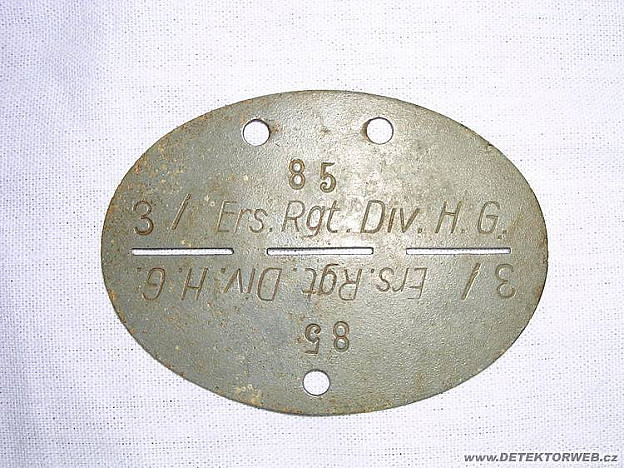 85
3 / Ers. Rgt. Div. H. G.
3 / Ers. Rgt. Div. H. G.
85
www.DETEKTORWEB.cz